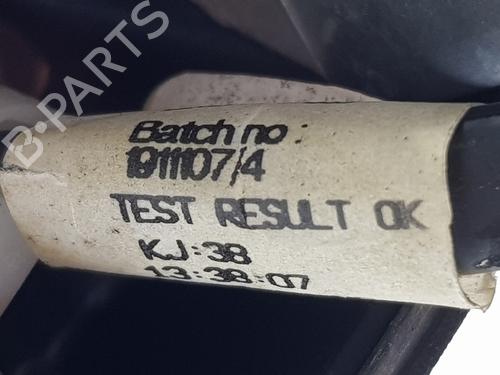 Batch no
1911107/4
TEST RESULT OK
KJ:38
13:38:07
B-Parts